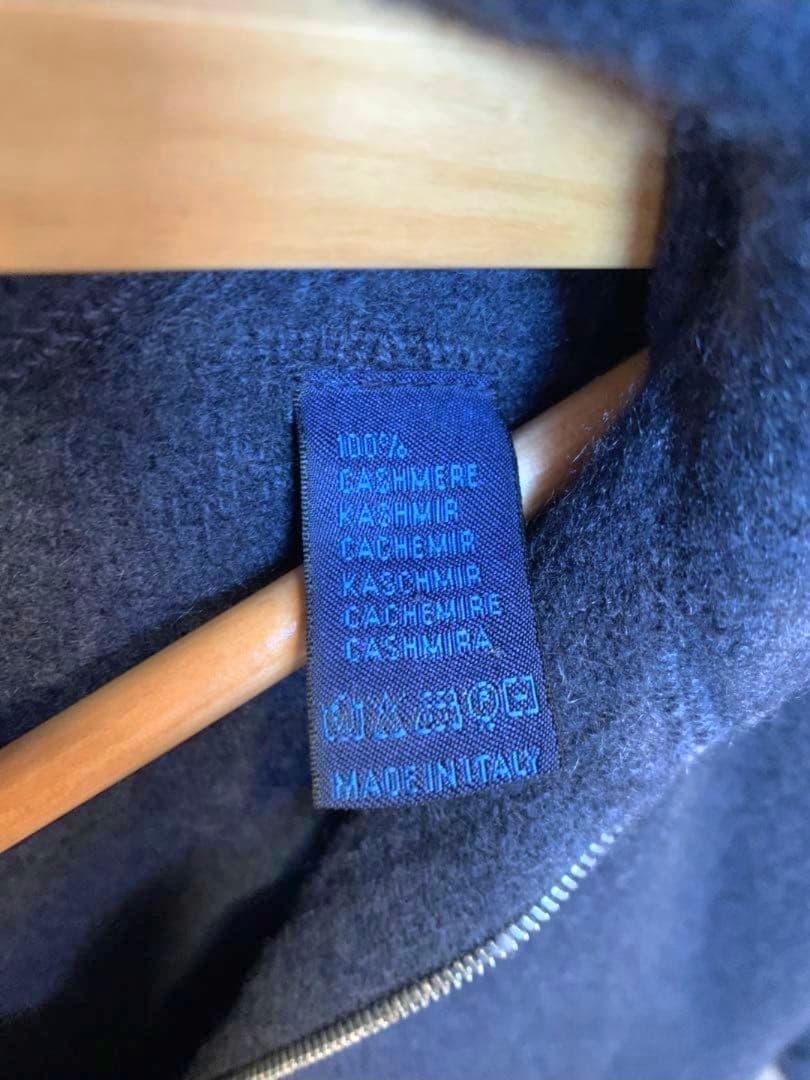 100%
CASHMERE
KASHMIR
CACHEMIR
KASCHMIR
CACHEMIRE
CASHMIRA
P
MADE IN ITALY